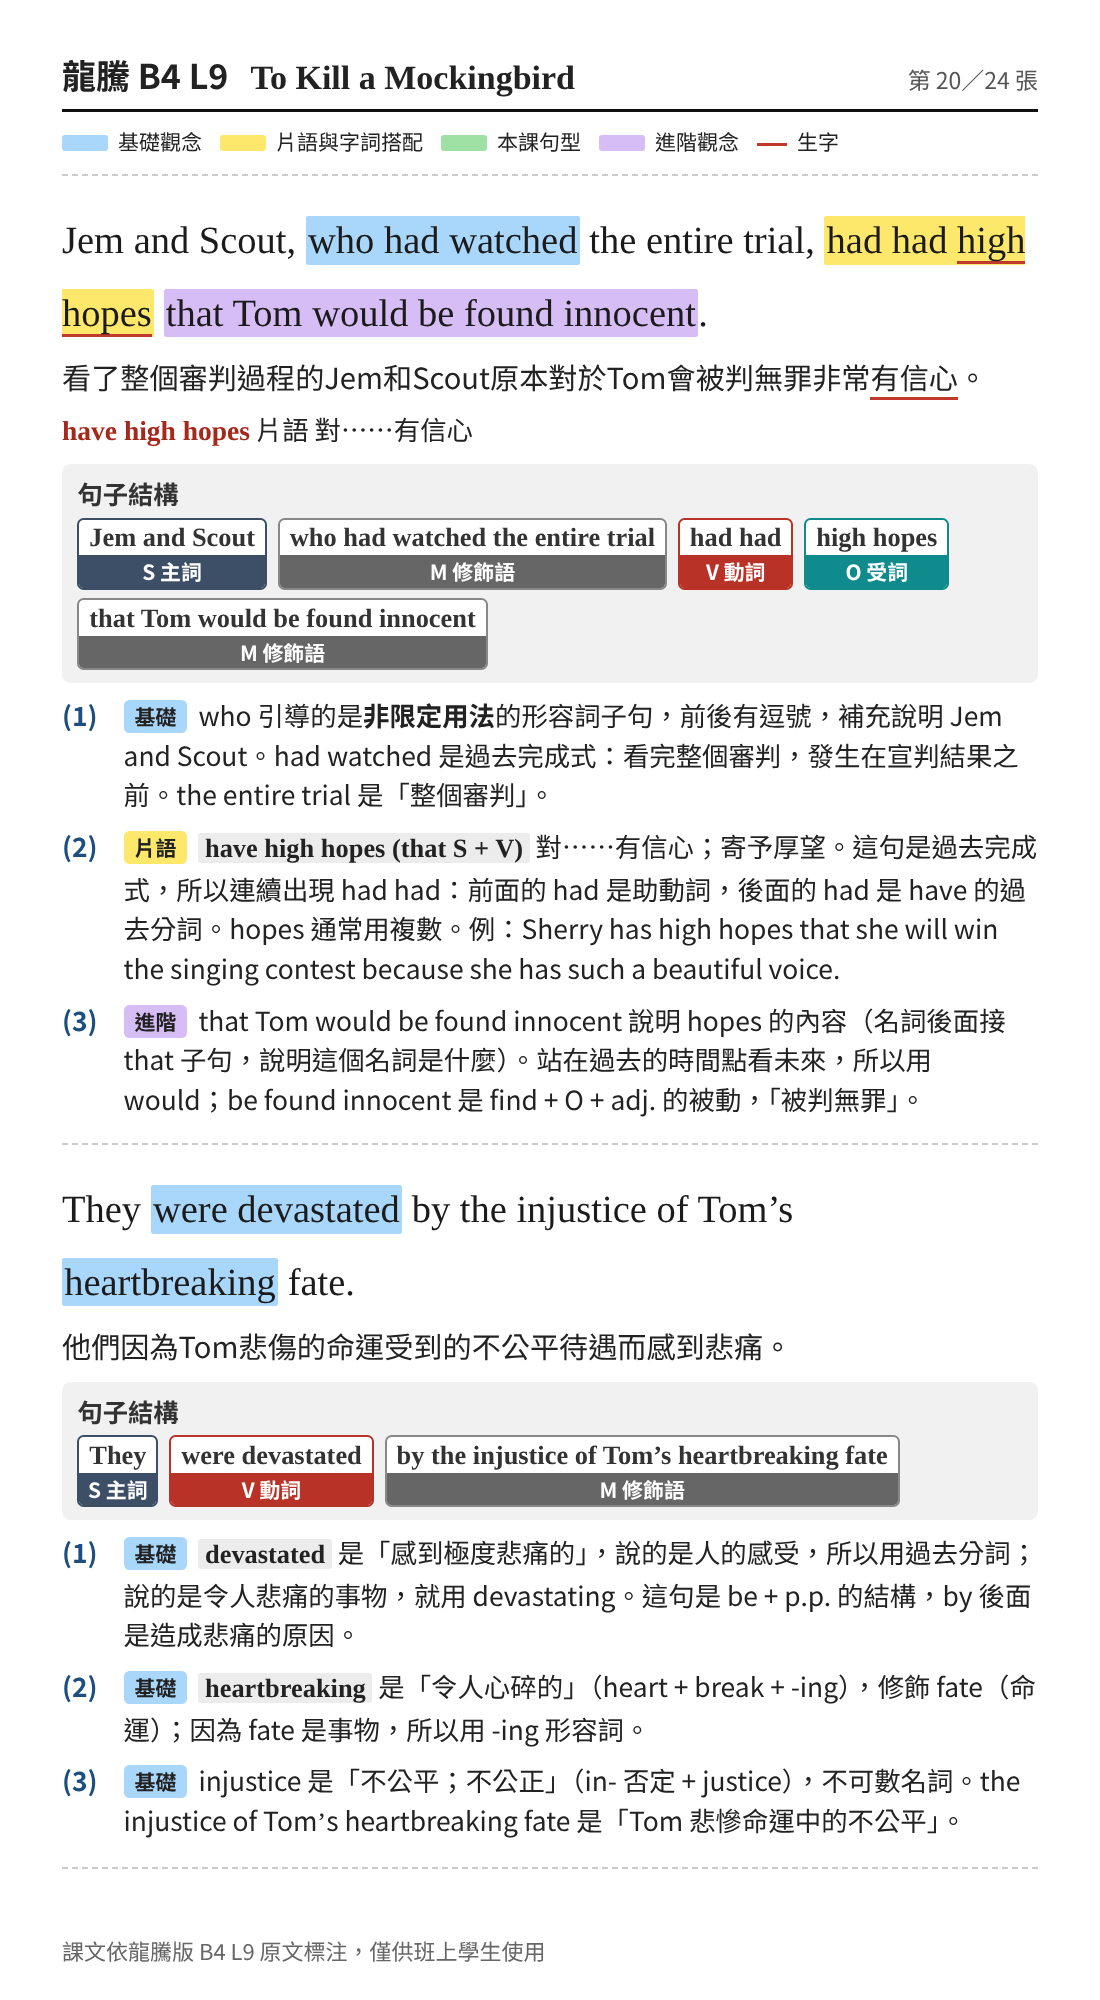 龍騰 B4 L9 To Kill a Mockingbird 第 20／24 張
基礎觀念 片語與字詞搭配 本課句型 進階觀念 生字
Jem and Scout, who had watched the entire trial, had had high
hopes that Tom would be found innocent.
看了整個審判過程的Jem和Scout原本對於Tom會被判無罪非常有信心。
have high hopes 片語 對⋯⋯有信心
句子結構
Jem and Scout who had watched the entire trial had had high hopes
S 主詞 M 修飾語 V 動詞 O 受詞
that Tom would be found innocent
M 修飾語
(1) 基礎 who 引導的是非限定用法的形容詞子句，前後有逗號，補充說明 Jem
and Scout。had watched 是過去完成式：看完整個審判，發生在宣判結果之
前。the entire trial 是「整個審判」。
(2) 片語 have high hopes (that S + V) 對⋯⋯有信心；寄予厚望。這句是過去完成
式，所以連續出現 had had：前面的 had 是助動詞，後面的 had 是 have 的過
去分詞。hopes 通常用複數。例：Sherry has high hopes that she will win
the singing contest because she has such a beautiful voice.
(3) 進階 that Tom would be found innocent 說明 hopes 的內容（名詞後面接
that 子句，說明這個名詞是什麼）。站在過去的時間點看未來，所以用
would；be found innocent 是 find + O + adj. 的被動，「被判無罪」。
They were devastated by the injustice of Tom’s
heartbreaking fate.
他們因為Tom悲傷的命運受到的不公平待遇而感到悲痛。
句子結構
They were devastated by the injustice of Tom’s heartbreaking fate
S 主詞 V 動詞 M 修飾語
(1) 基礎 devastated 是「感到極度悲痛的」，說的是人的感受，所以用過去分詞；
說的是令人悲痛的事物，就用 devastating。這句是 be + p.p. 的結構，by 後面
是造成悲痛的原因。
(2) 基礎 heartbreaking 是「令人心碎的」（heart + break + -ing），修飾 fate（命
運）；因為 fate 是事物，所以用 -ing 形容詞。
(3) 基礎 injustice 是「不公平；不公正」（in- 否定 + justice），不可數名詞。the
injustice of Tom’s heartbreaking fate 是「Tom 悲慘命運中的不公平」。
課文依龍騰版 B4 L9 原文標注，僅供班上學生使用